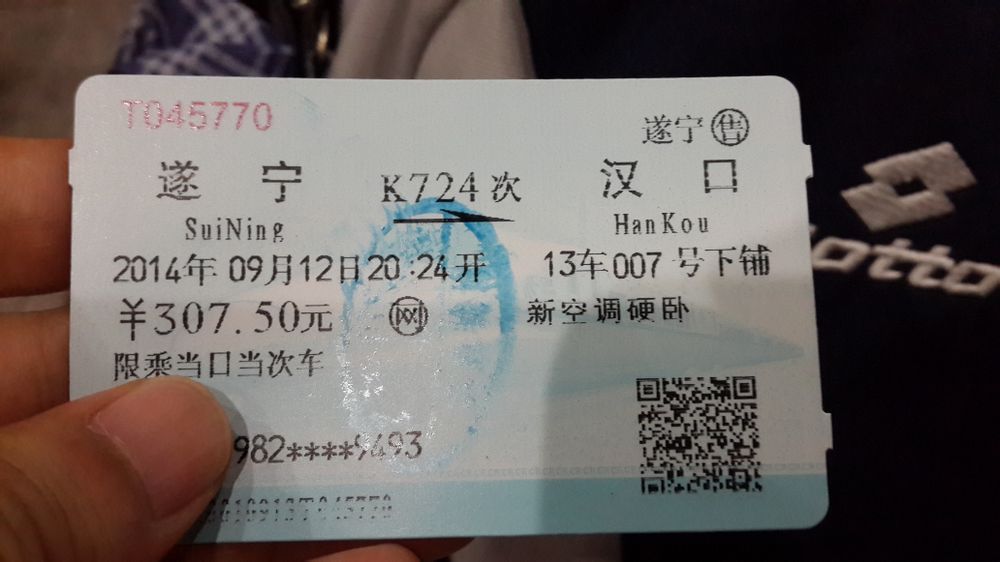 T045770
遂宁 售
遂宁 K724次 汉口
SuiNing HanKou
2014年09月12日20:24开 13车007号下铺
¥307.50元 网 新空调硬卧
限乘当日当次车
982****9493
otto